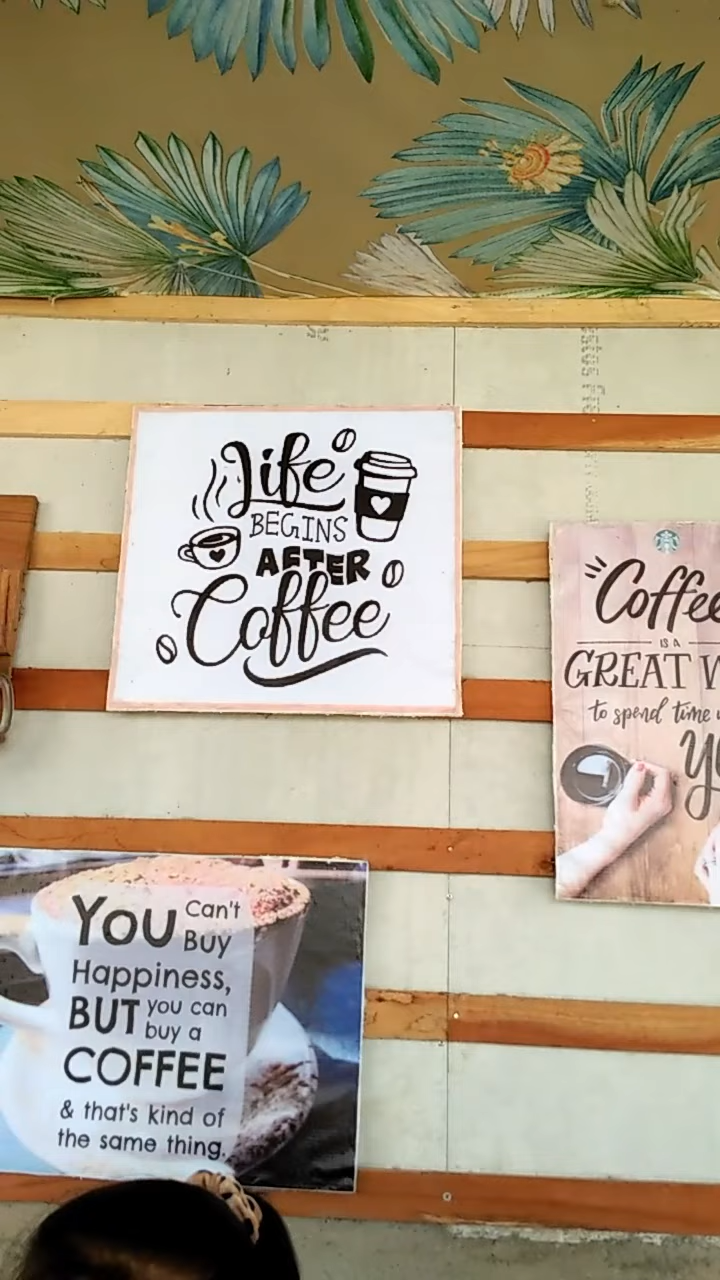 Life
BEGINS
AFTER
Coffee
Coffee
IS A
GREAT
to spend time
YOU Can't
Buy
Happiness,
BUT you can
buy a
COFFEE
& that's kind of
the same thing.